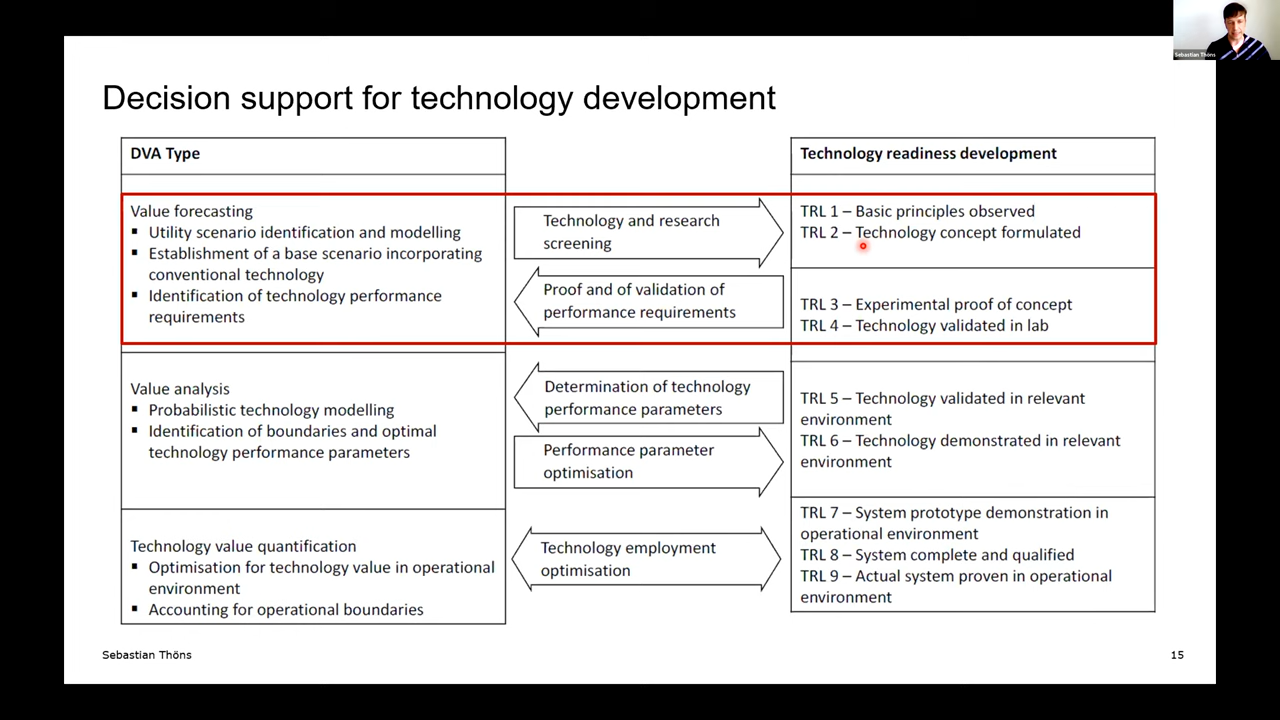 Sebastian Thöns
Decision support for technology development
DVA Type
Technology readiness development
Value forecasting
▪ Utility scenario identification and modelling
▪ Establishment of a base scenario incorporating
conventional technology
▪ Identification of technology performance
requirements
Technology and research
screening
Proof and of validation of
performance requirements
TRL 1 – Basic principles observed
TRL 2 – Technology concept formulated
TRL 3 – Experimental proof of concept
TRL 4 – Technology validated in lab
Value analysis
▪ Probabilistic technology modelling
▪ Identification of boundaries and optimal
technology performance parameters
Determination of technology
performance parameters
Performance parameter
optimisation
TRL 5 – Technology validated in relevant
environment
TRL 6 – Technology demonstrated in relevant
environment
Technology value quantification
▪ Optimisation for technology value in operational
environment
▪ Accounting for operational boundaries
Technology employment
optimisation
TRL 7 – System prototype demonstration in
operational environment
TRL 8 – System complete and qualified
TRL 9 – Actual system proven in operational
environment
Sebastian Thöns
15